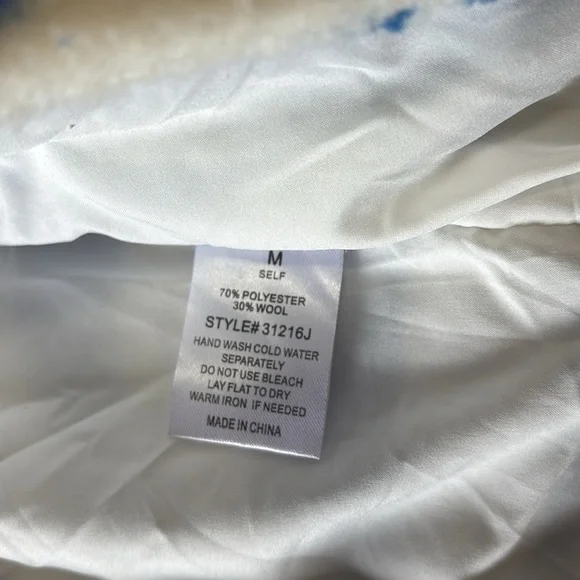 M
SELF
70% POLYESTER
30% WOOL
STYLE# 31216J
HAND WASH COLD WATER
SEPARATELY
DO NOT USE BLEACH
LAY FLAT TO DRY
WARM IRON IF NEEDED
MADE IN CHINA